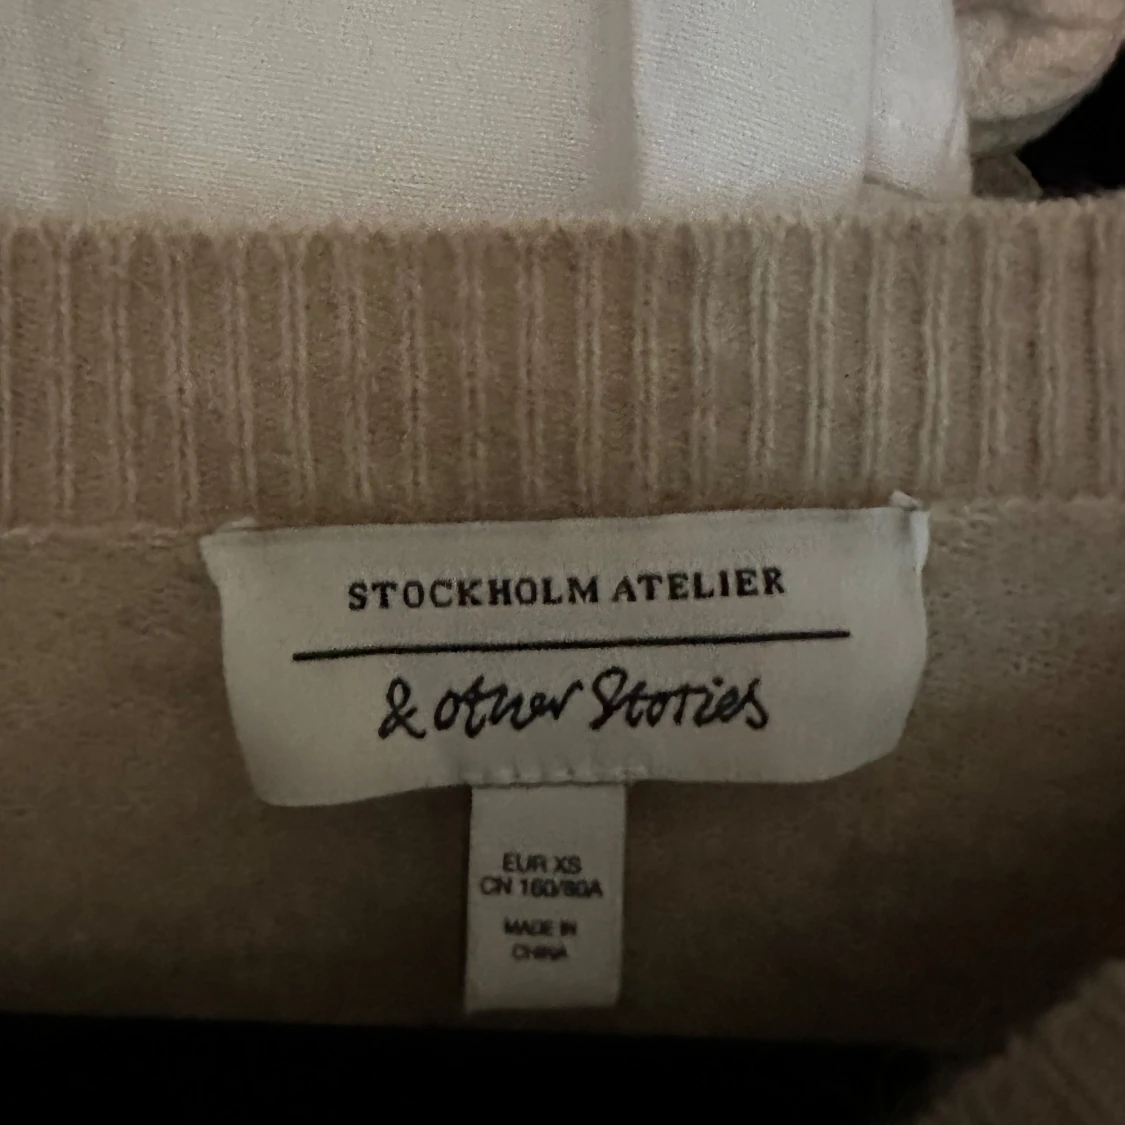 STOCKHOLM ATELIER
& other Stories
EUR XS
CN 160/80A
MADE IN
CHINA